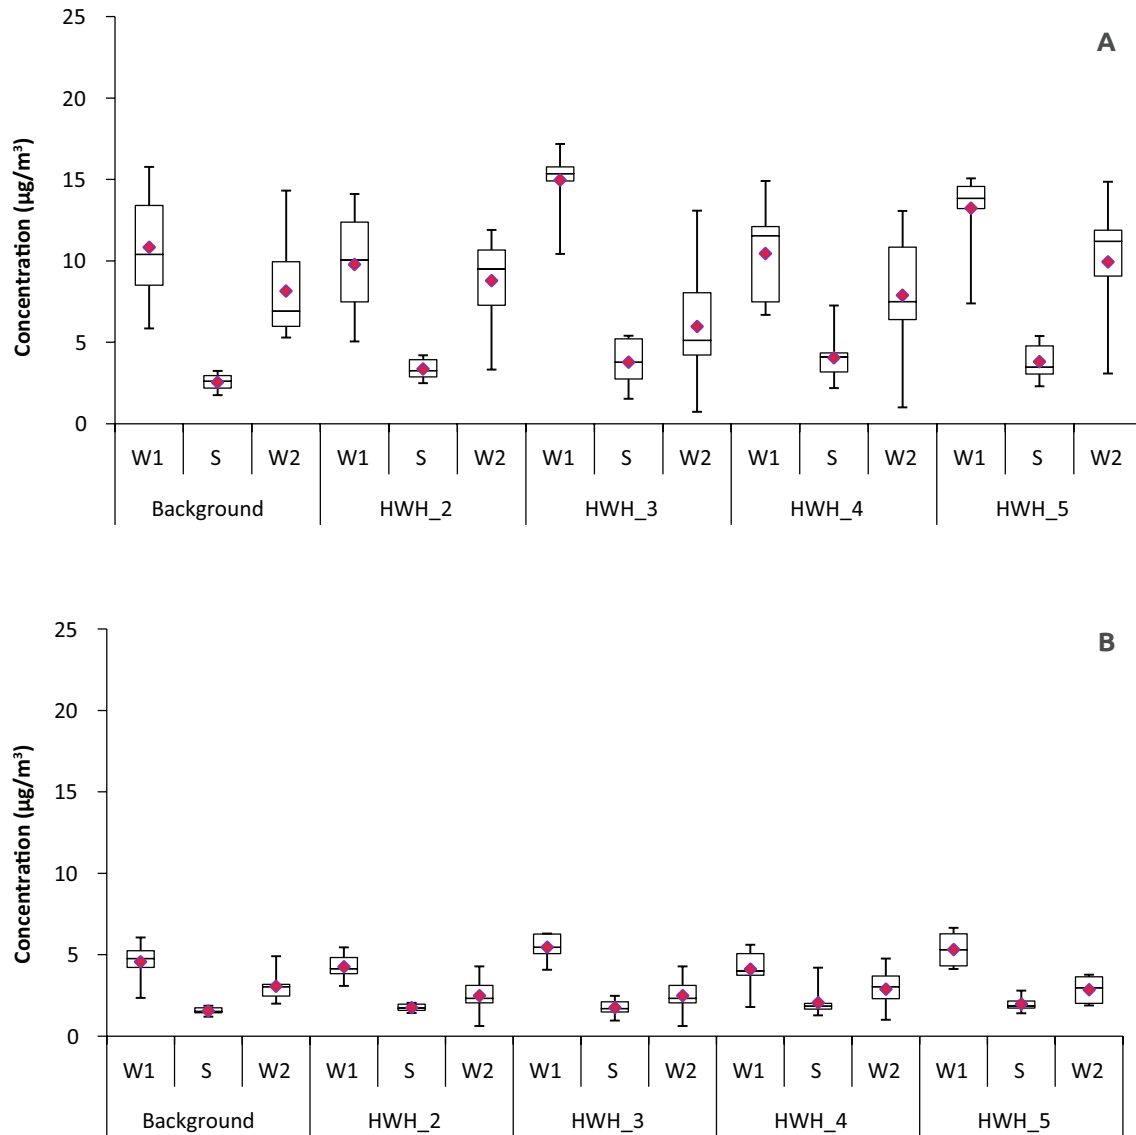 A
25
20
15
10
5
0
Concentration (µg/m³)
W1 S W2 W1 S W2 W1 S W2 W1 S W2 W1 S W2
Background HWH_2 HWH_3 HWH_4 HWH_5
B
25
20
15
10
5
0
Concentration (µg/m³)
W1 S W2 W1 S W2 W1 S W2 W1 S W2 W1 S W2
Background HWH_2 HWH_3 HWH_4 HWH_5